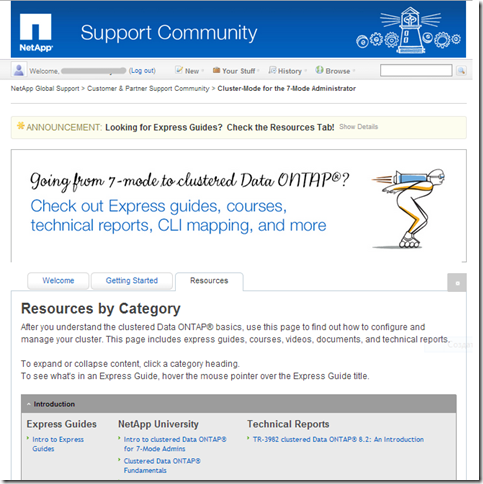 NetApp
Support Community
Welcome, (Log out) New Your Stuff History Browse
NetApp Global Support > Customer & Partner Support Community > Cluster-Mode for the 7-Mode Administrator
ANNOUNCEMENT: Looking for Express Guides? Check the Resources Tab! Show Details
Going from 7-mode to clustered Data ONTAP®?
Check out Express guides, courses,
technical reports, CLI mapping, and more
Welcome Getting Started Resources
Resources by Category
After you understand the clustered Data ONTAP® basics, use this page to find out how to configure and
manage your cluster. This page includes express guides, courses, videos, documents, and technical reports.
To expand or collapse content, click a category heading.
To see what's in an Express Guide, hover the mouse pointer over the Express Guide title.
Introduction
Express Guides
Intro to Express
Guides
NetApp University
Intro to clustered Data ONTAP®
for 7-Mode Admins
Clustered Data ONTAP®
Fundamentals
Technical Reports
TR-3982 clustered Data ONTAP® 8.2: An Introduction